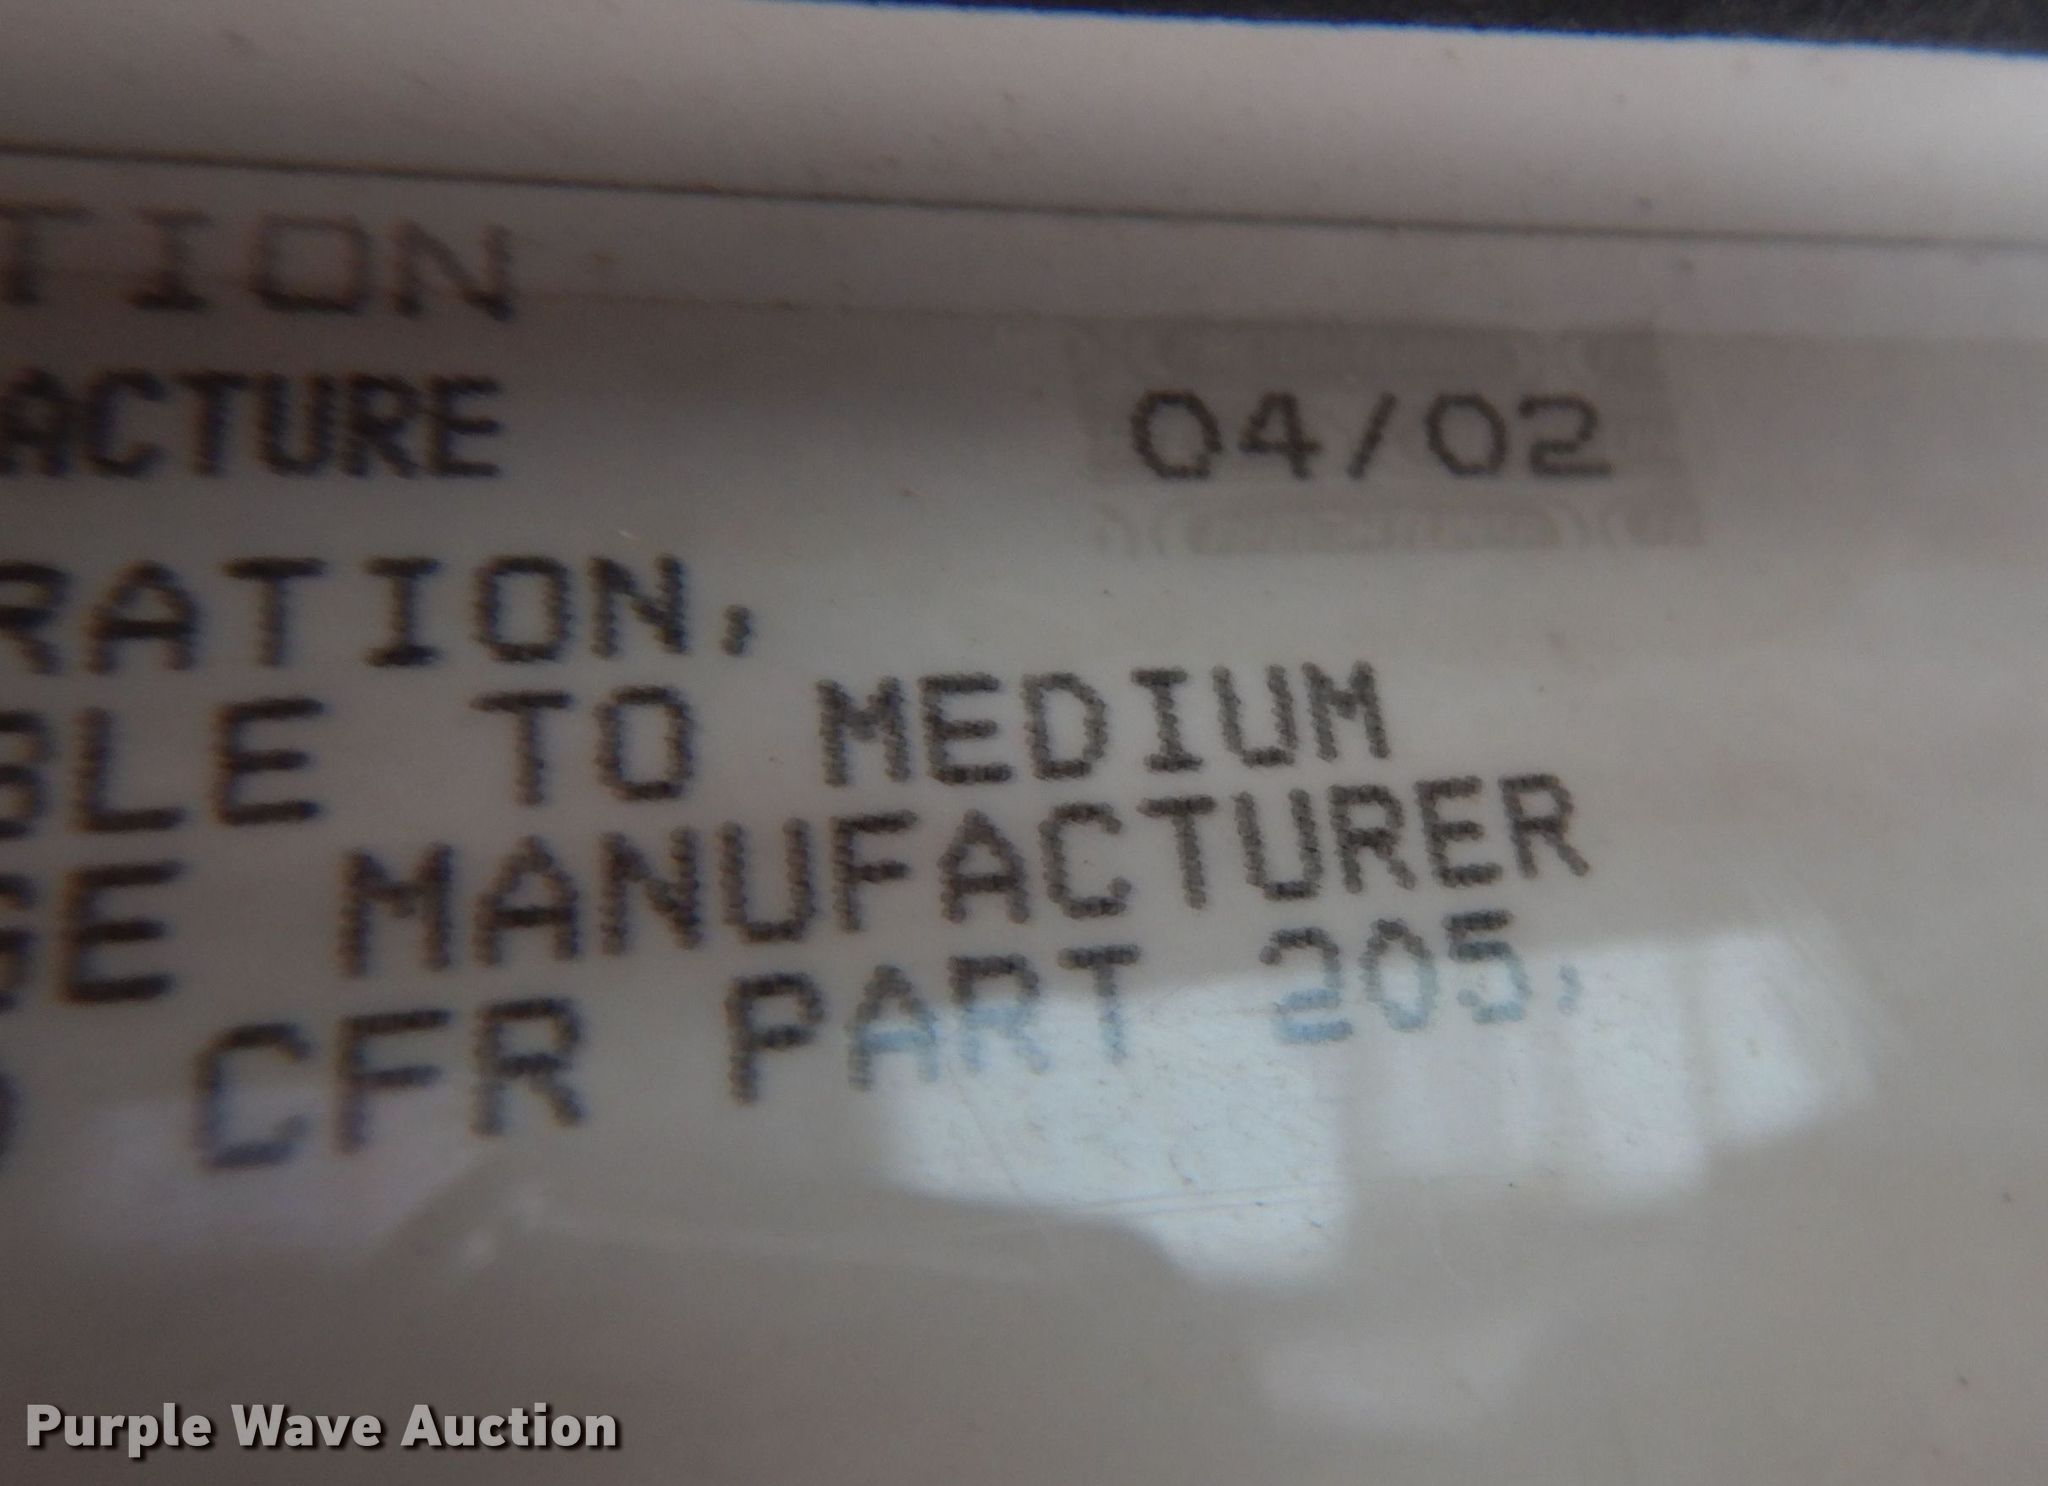 TION
ACTURE 04/02
RATION,
BLE TO MEDIUM
GE MANUFACTURER
CFR PART 205,
Purple Wave Auction